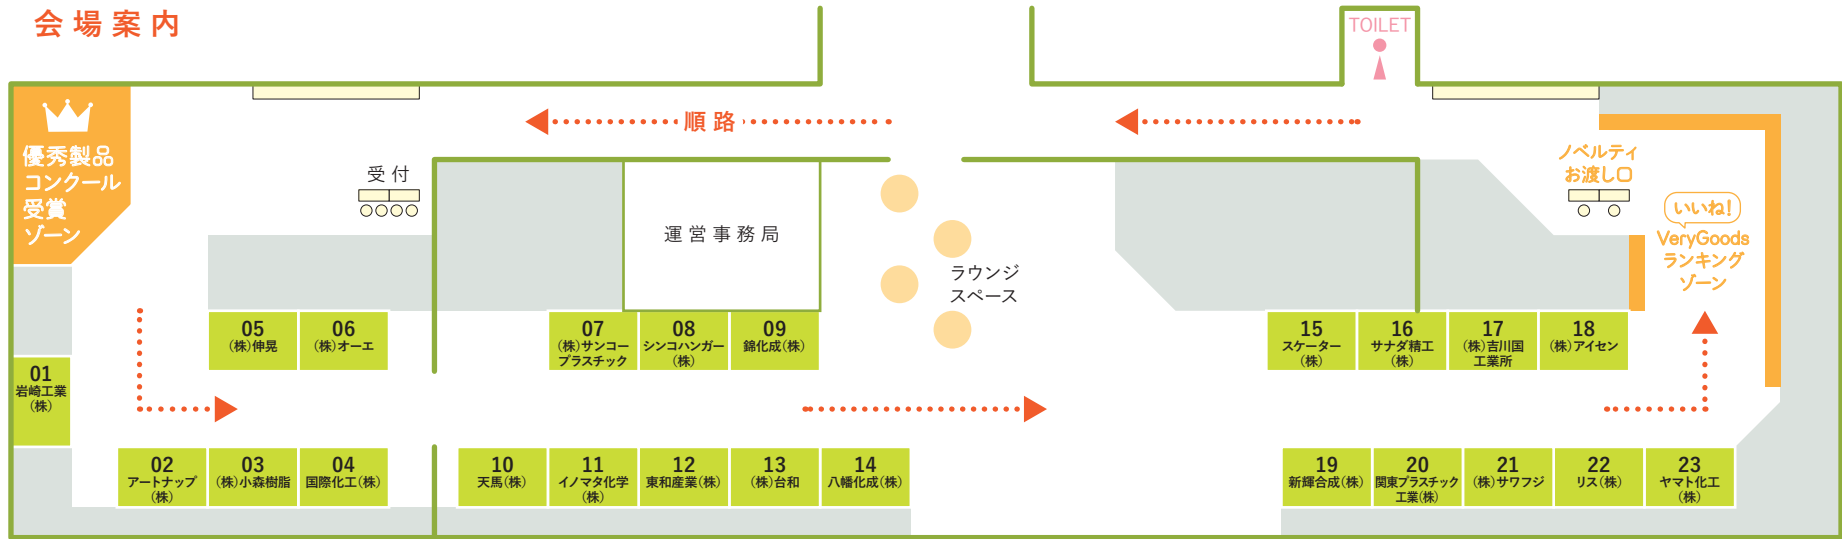 会場案内
TOILET
順路
優秀製品
コンクール
受賞
ゾーン
受付
運営事務局
ラウンジ
スペース
ノベルティ
お渡し口
いいね!
VeryGoods
ランキング
ゾーン
01
岩崎工業
(株)
05
(株)伸晃
06
(株)オーエ
07
(株)サンコー
プラスチック
08
シンコハンガー
(株)
09
錦化成(株)
15
スケーター
(株)
16
サナダ精工
(株)
17
(株)吉川国
工業所
18
(株)アイセン
02
アートナップ
(株)
03
(株)小森樹脂
04
国際化工(株)
10
天馬(株)
11
イノマタ化学
(株)
12
東和産業(株)
13
(株)台和
14
八幡化成(株)
19
新輝合成(株)
20
関東プラスチック
工業(株)
21
(株)サワフジ
22
リス(株)
23
ヤマト化工
(株)